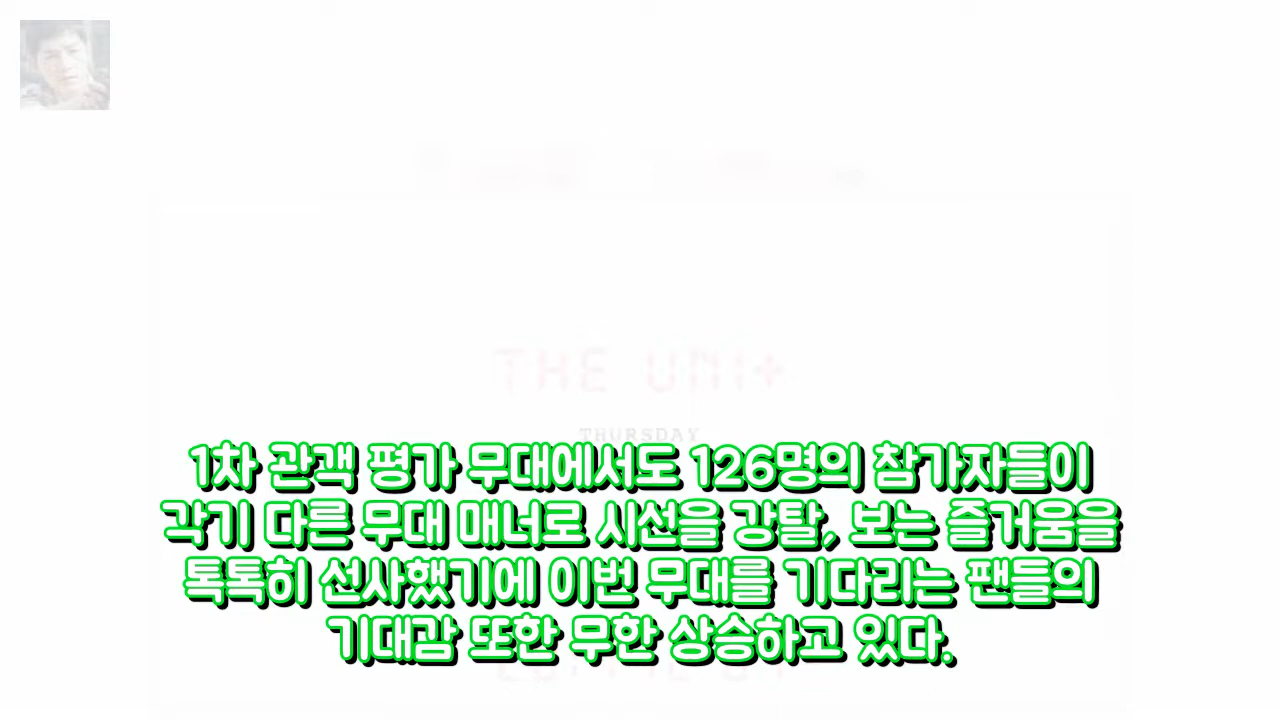 THE UNI+
THURSDAY
1차 관객 평가 무대에서도 126명의 참가자들이
각기 다른 무대 매너로 시선을 강탈, 보는 즐거움을
톡톡히 선사했기에 이번 무대를 기다리는 팬들의
기대감 또한 무한 상승하고 있다.